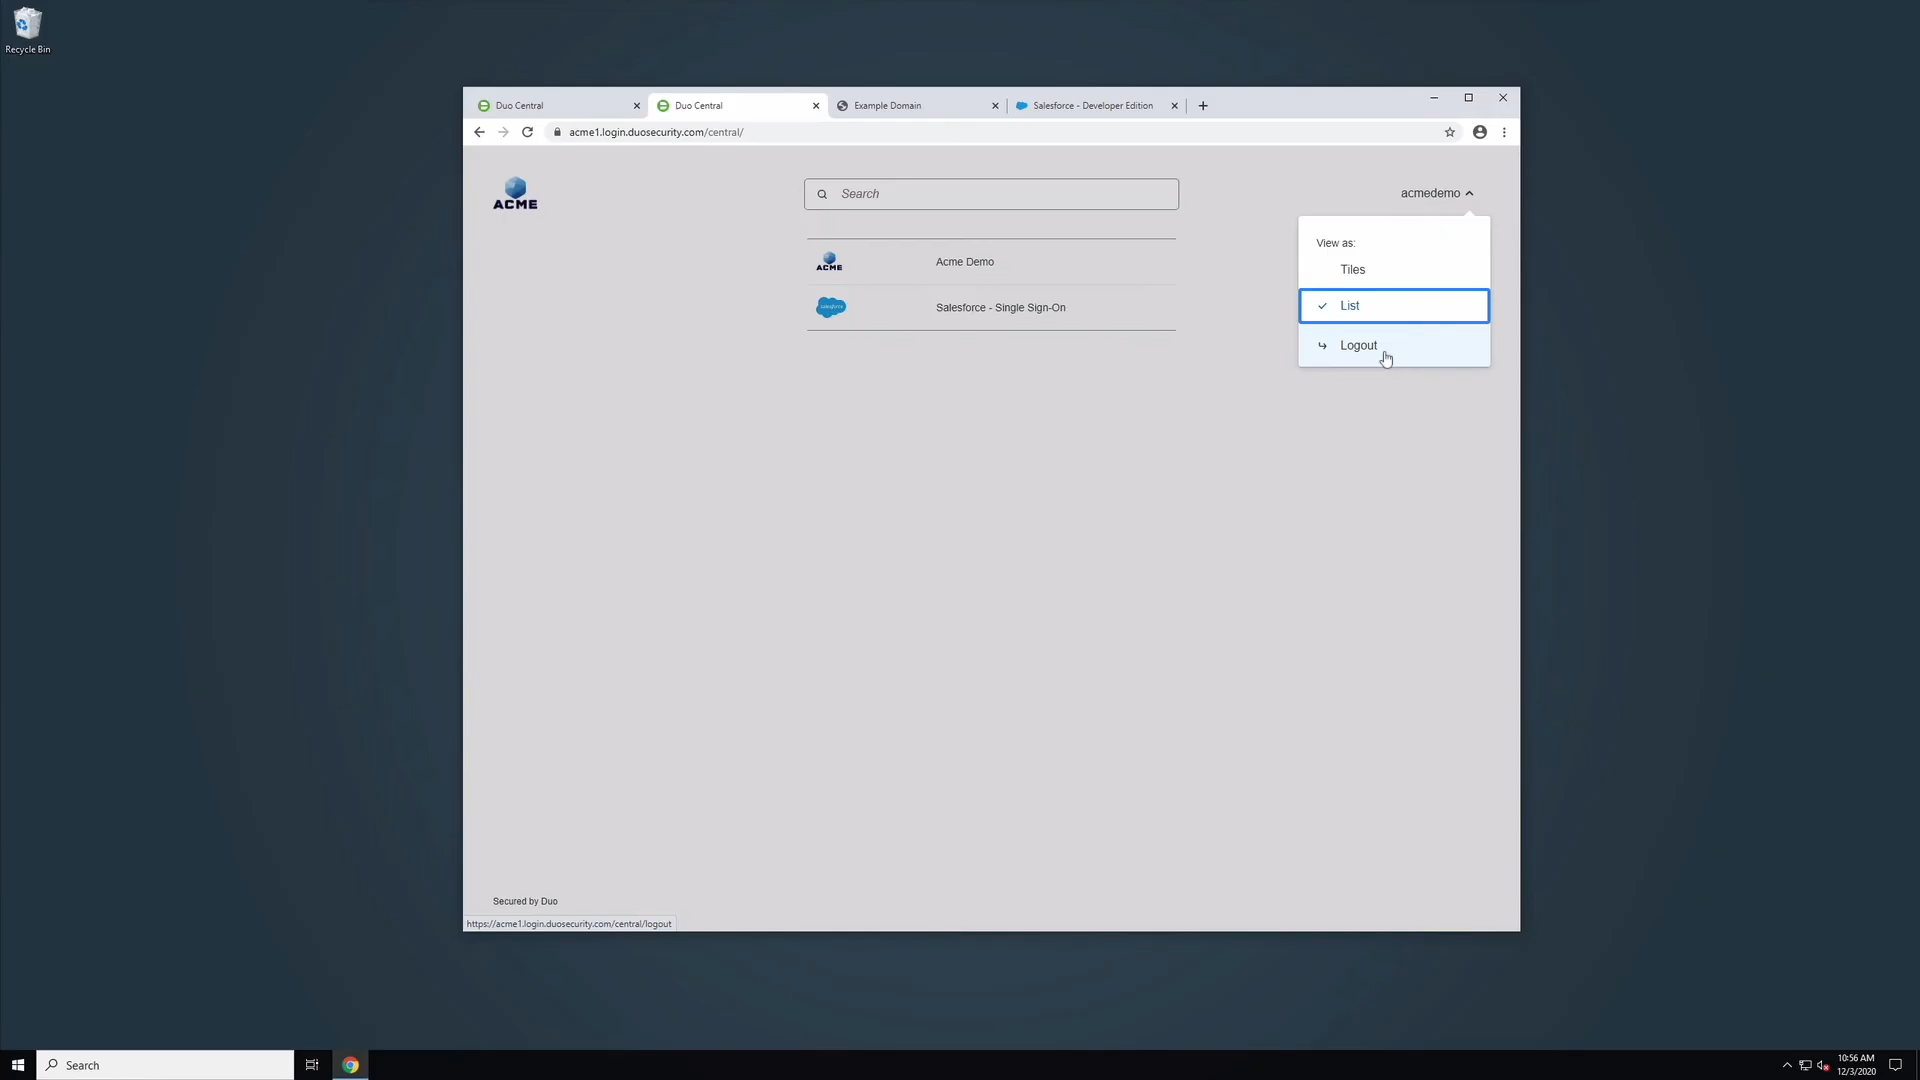 Recycle Bin
Duo Central
Duo Central
Example Domain
Salesforce - Developer Edition
acme1.login.duosecurity.com/central/
ACME
Search
acmedemo
View as:
Tiles
List
Logout
ACME
Acme Demo
salesforce
Salesforce - Single Sign-On
Secured by Duo
https://acme1.login.duosecurity.com/central/logout
Search
10:56 AM
12/3/2020